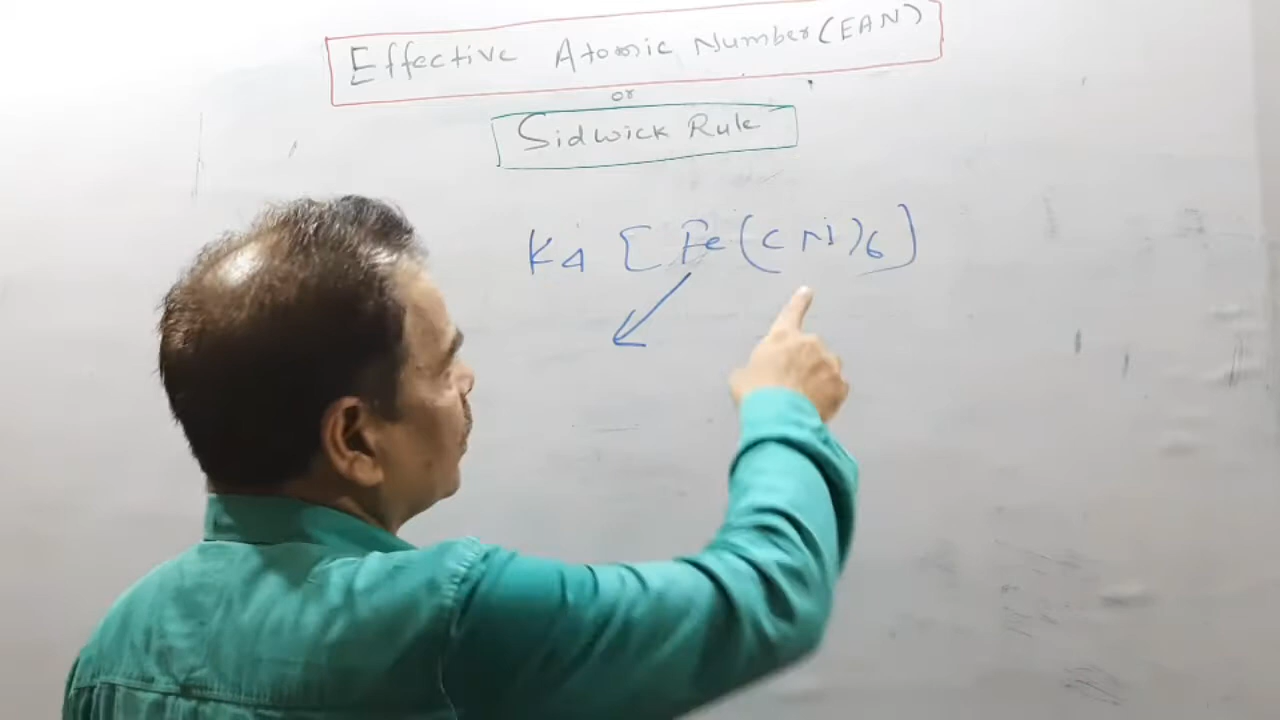 Effective Atomic Number (EAN)
or
Sidwick Rule
K4 [Fe(CN)6]